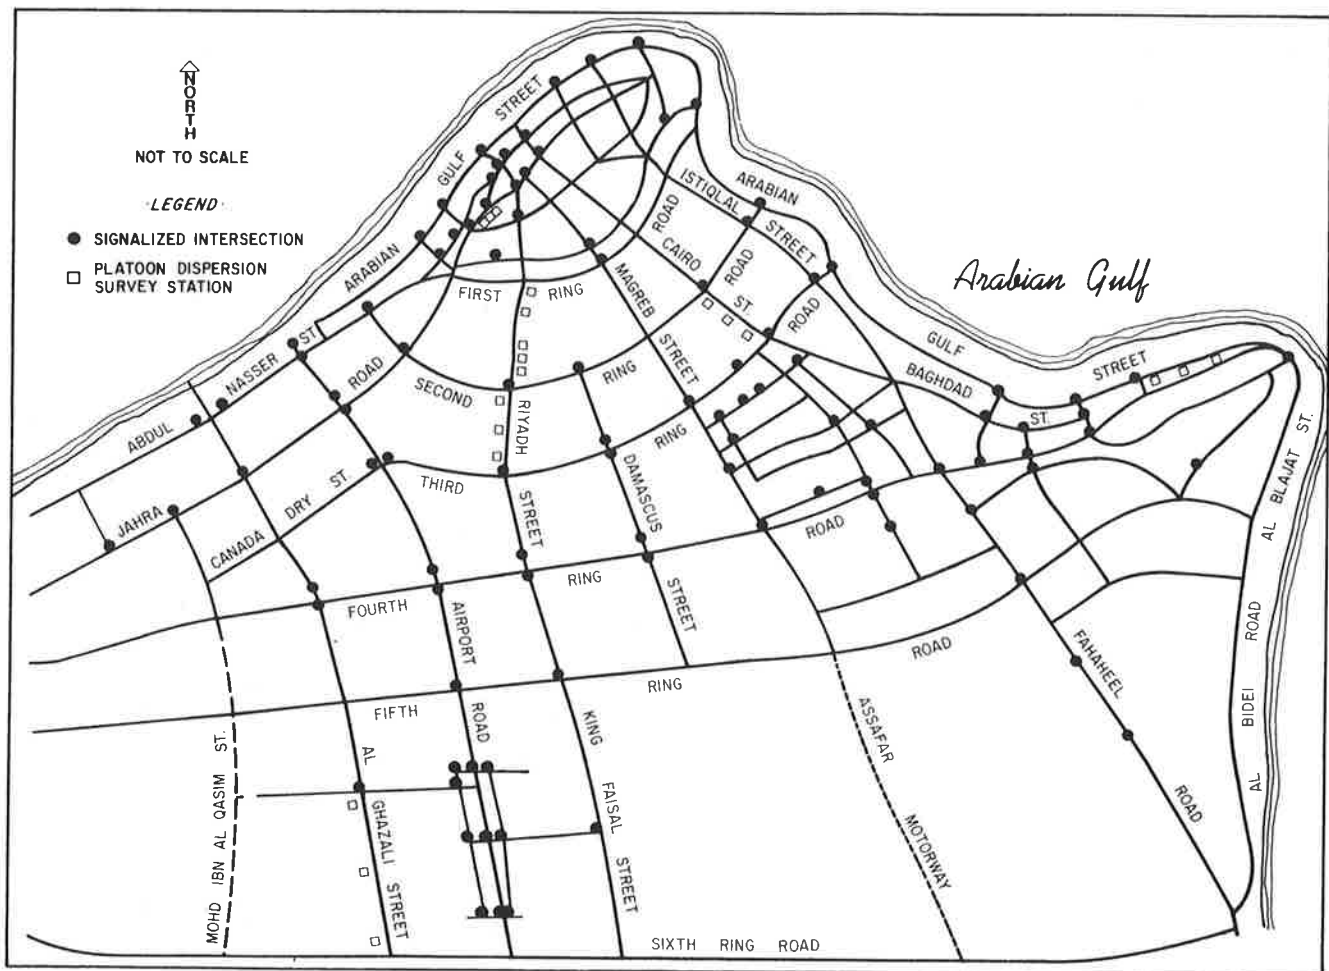 NORTH
NOT TO SCALE
·LEGEND·
SIGNALIZED INTERSECTION
PLATOON DISPERSION
SURVEY STATION
ARABIAN GULF STREET
ARABIAN GULF STREET
Arabian Gulf
ISTIQLAL STREET
CAIRO ST.
ROAD
ROAD
MAGREB STREET
FIRST RING
SECOND RING ROAD
THIRD RING ROAD
FOURTH RING ROAD
FIFTH RING ROAD
SIXTH RING ROAD
ABDUL NASSER ST
JAHRA ROAD
CANADA DRY ST.
RIYADH STREET
DAMASCUS STREET
BAGHDAD ST.
AL BLAJAT ST.
AL BIDEI ROAD
FAHAHEEL ROAD
ASSAFAR MOTORWAY
KING FAISAL STREET
AIRPORT ROAD
AL GHAZALI STREET
MOHD IBN AL QASIM ST.